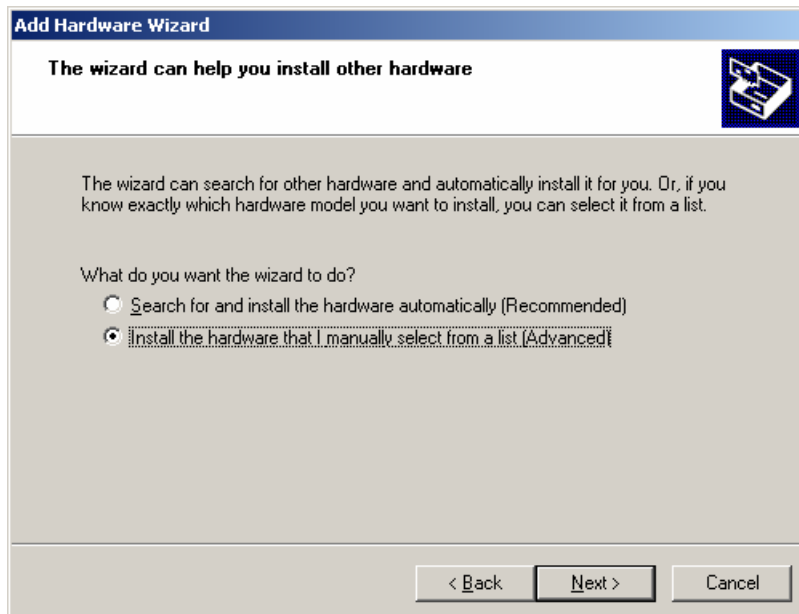 Add Hardware Wizard
The wizard can help you install other hardware
The wizard can search for other hardware and automatically install it for you. Or, if you
know exactly which hardware model you want to install, you can select it from a list.
What do you want the wizard to do?
Search for and install the hardware automatically (Recommended)
Install the hardware that I manually select from a list (Advanced)
< Back Next > Cancel